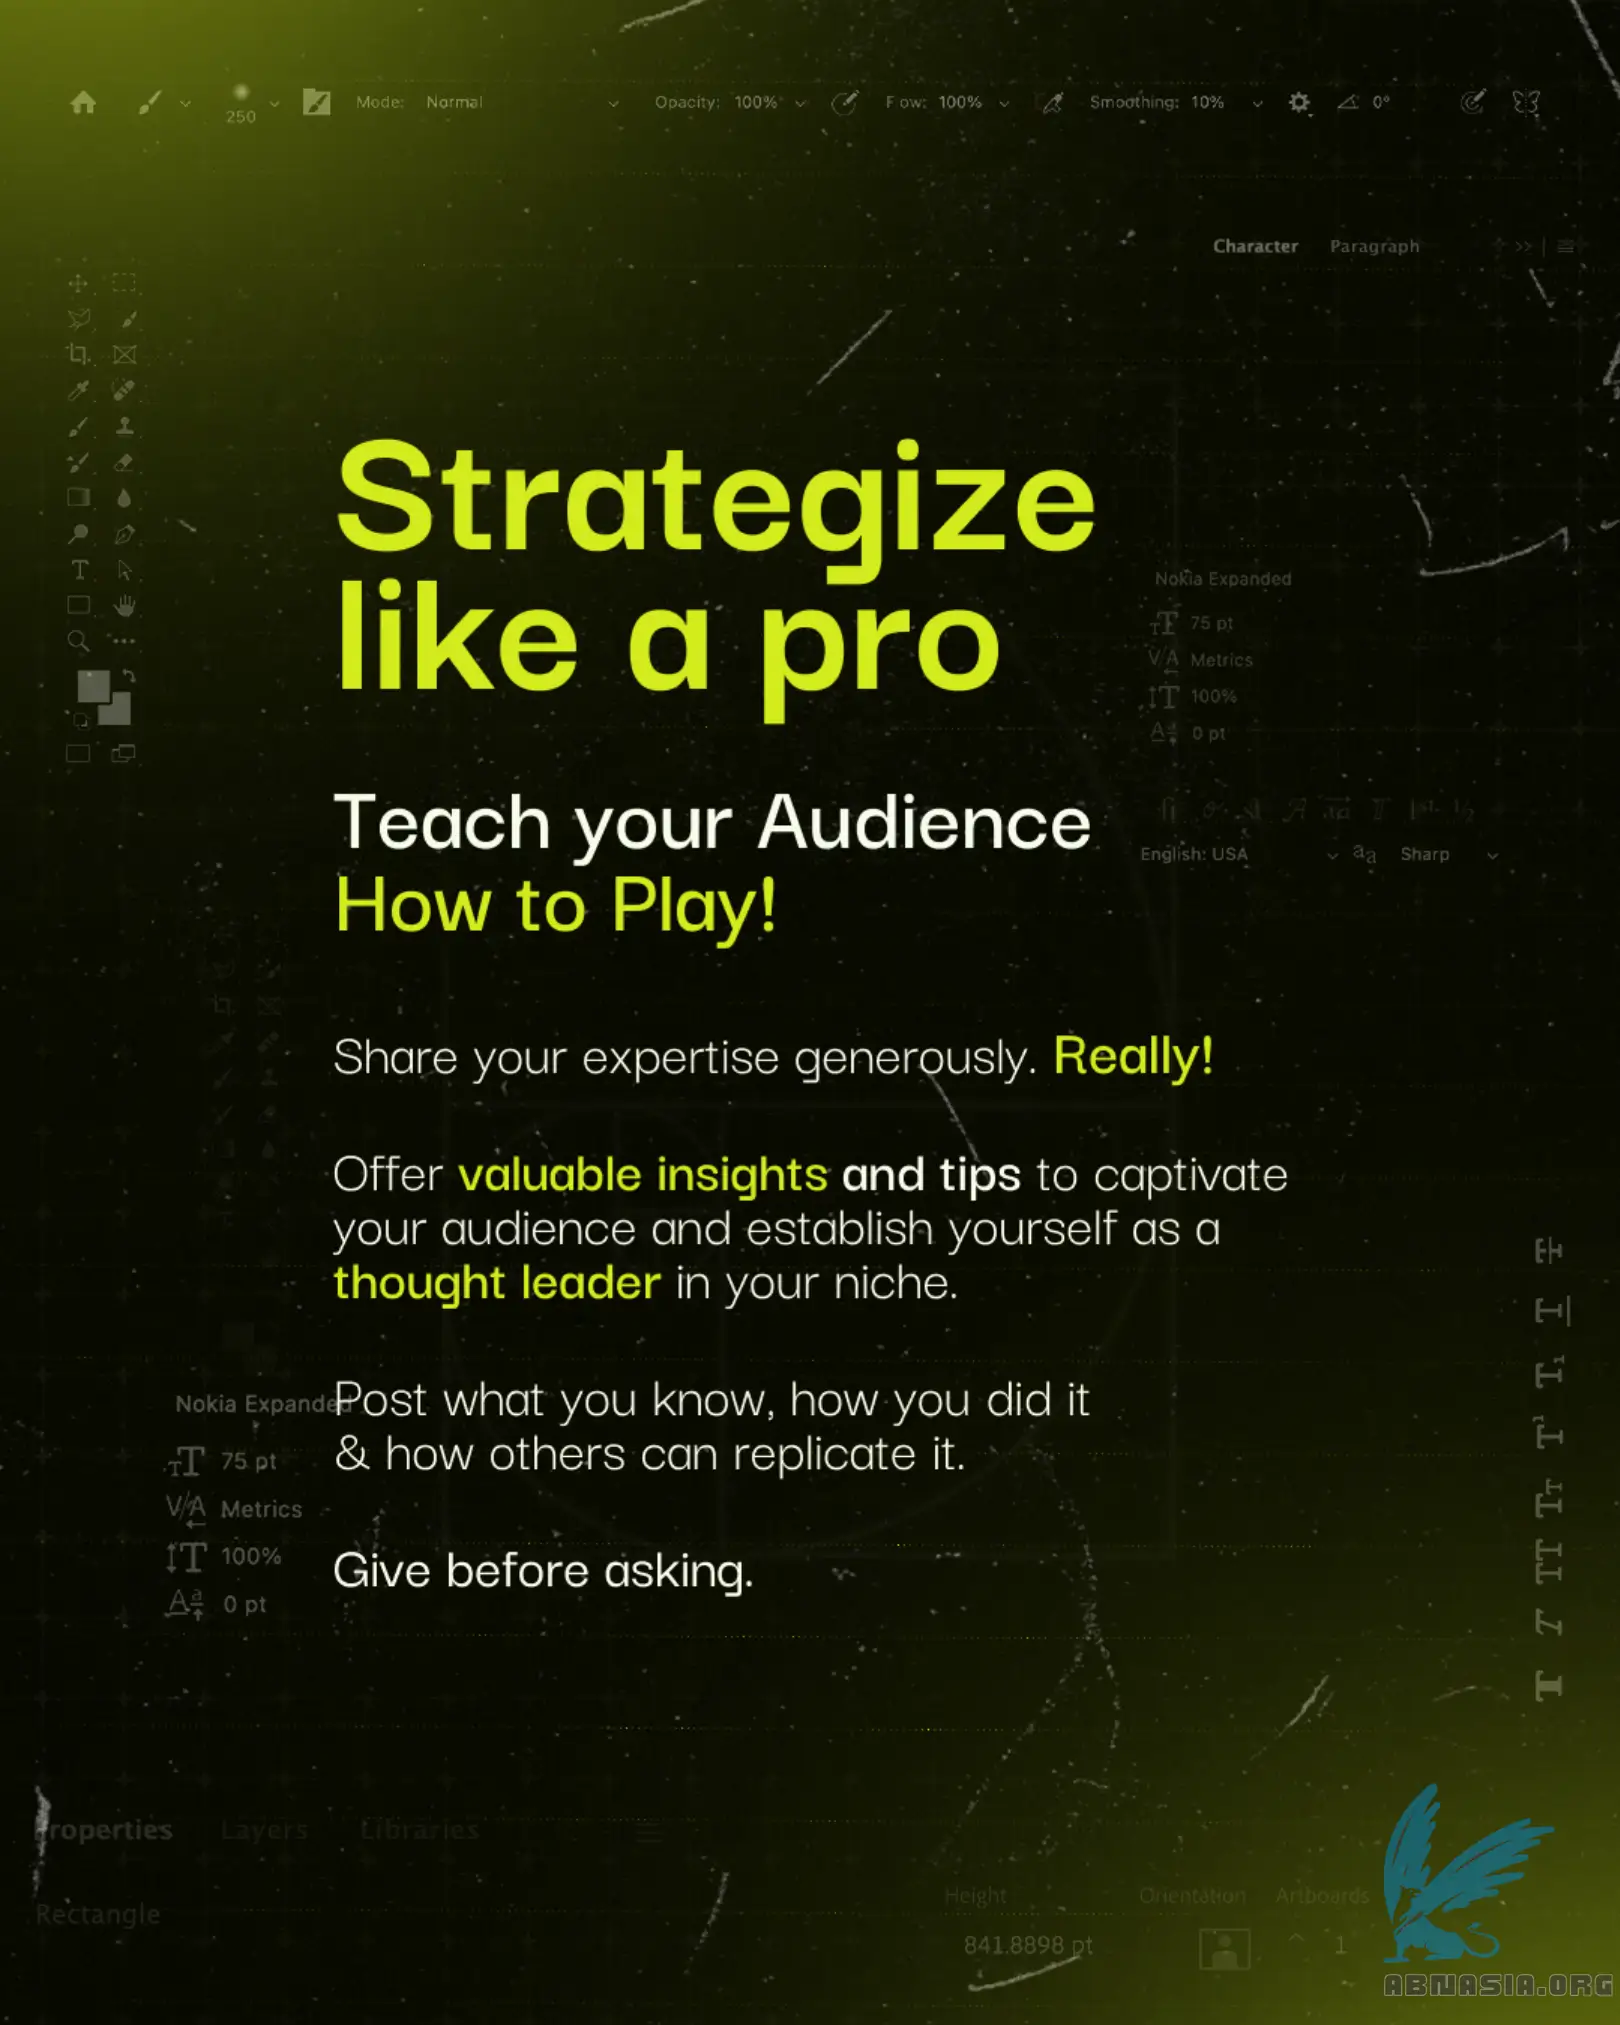 250
Mode: Normal
Opacity: 100%
F ow: 100%
Smoothing: 10%
0°
Character Paragraph
Strategize
like a pro
Nokia Expanded
75 pt
Metrics
100%
0 pt
English: USA
Sharp
Teach your Audience
How to Play!
Share your expertise generously. Really!
Offer valuable insights and tips to captivate
your audience and establish yourself as a
thought leader in your niche.
Nokia Expanded
75 pt
Metrics
100%
0 pt
Post what you know, how you did it
& how others can replicate it.
Give before asking.
roperties Layers Libraries
Rectangle
Height Orientation Artboards
841.8898 pt 1
ABNASIA.ORG